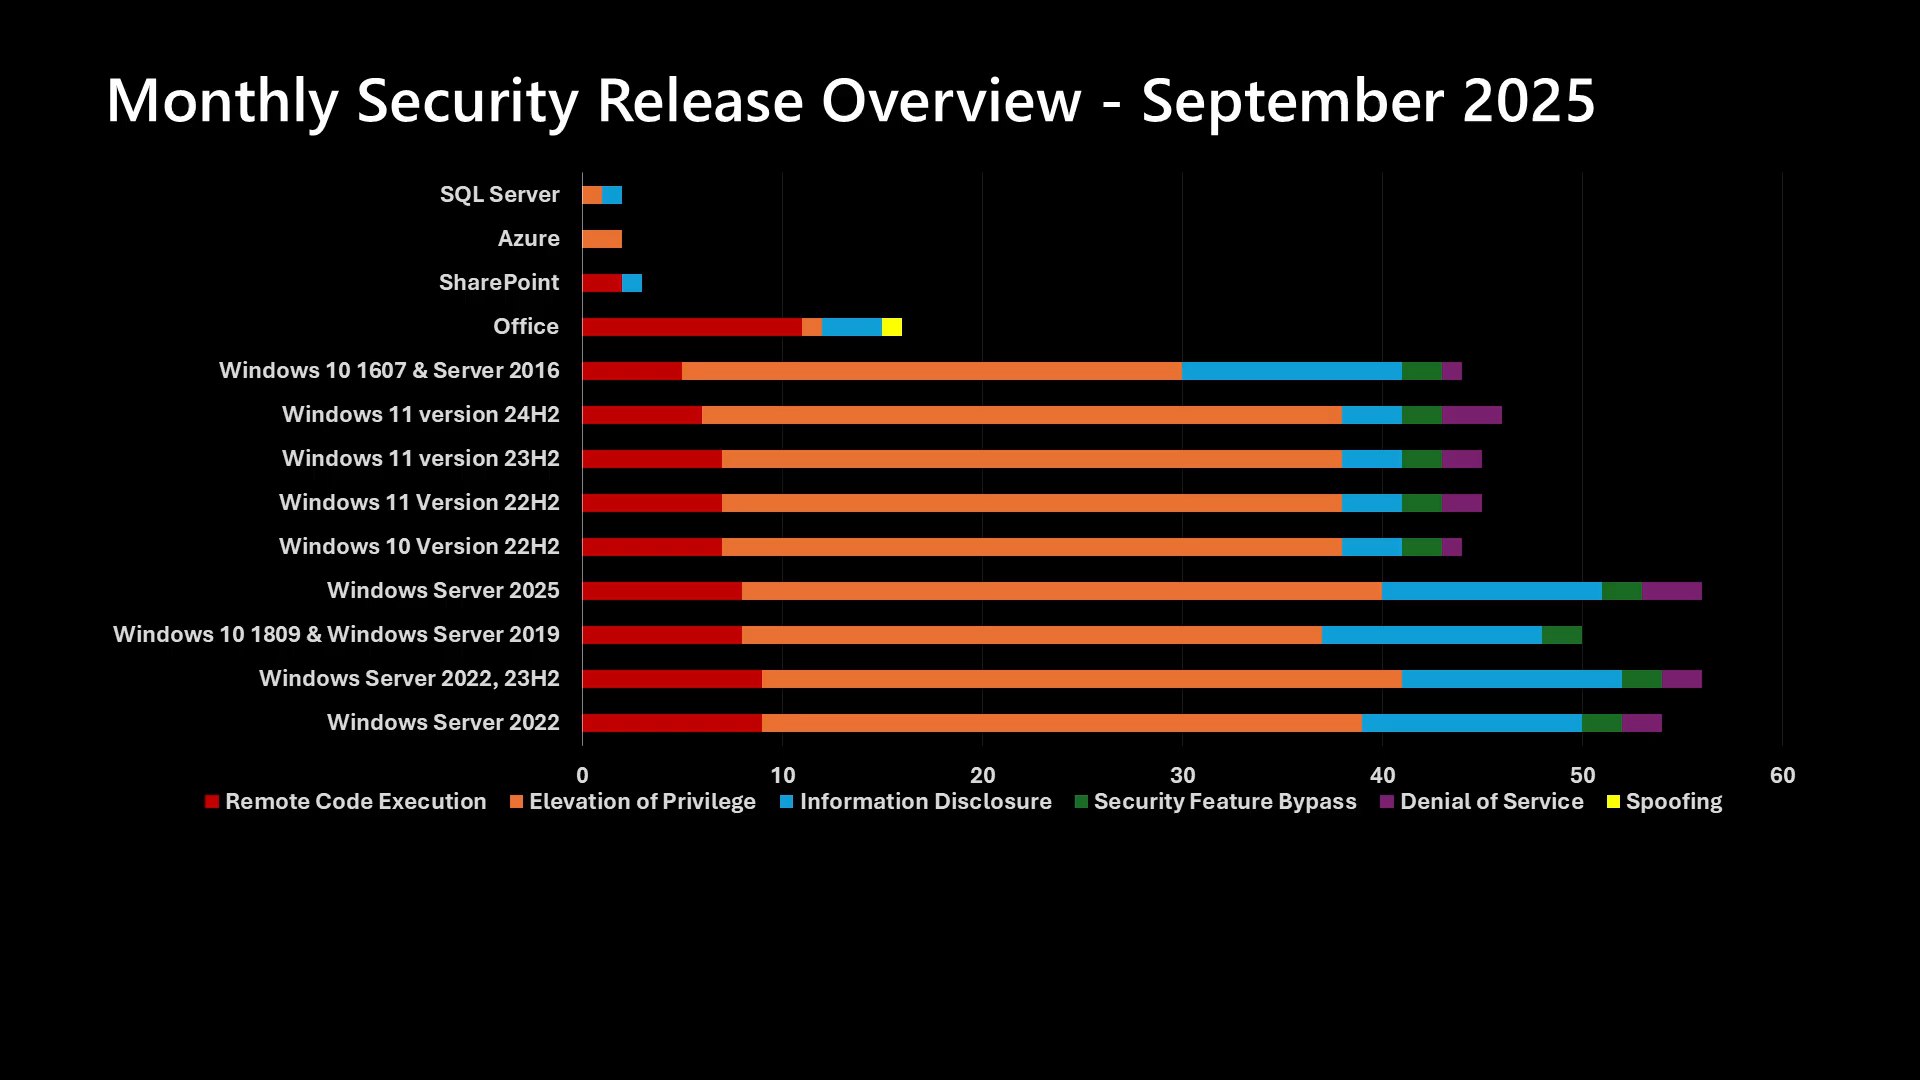 Monthly Security Release Overview - September 2025
SQL Server
Azure
SharePoint
Office
Windows 10 1607 & Server 2016
Windows 11 version 24H2
Windows 11 version 23H2
Windows 11 Version 22H2
Windows 10 Version 22H2
Windows Server 2025
Windows 10 1809 & Windows Server 2019
Windows Server 2022, 23H2
Windows Server 2022
0 10 20 30 40 50 60
Remote Code Execution Elevation of Privilege Information Disclosure Security Feature Bypass Denial of Service Spoofing